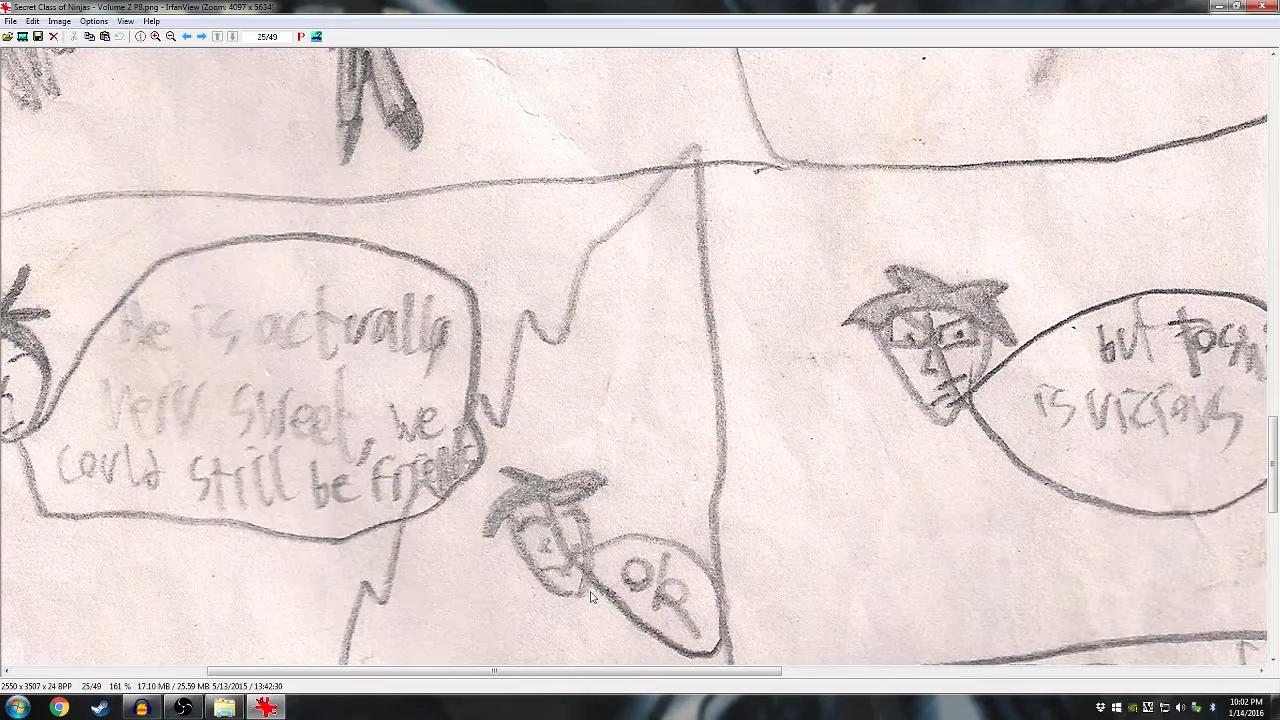 Secret Class of Ninjas - Volume 2 P8.png - IrfanView (Zoom: 4097 x 5634)
File Edit Image Options View Help
25/49
He is actually
very sweet, we
could still be friends
OR
but
is vicious
2550 x 3507 x 24 BPP 25/49 161 % 17.10 MB / 25.59 MB 5/13/2015 / 13:42:30
10:02 PM
1/14/2016